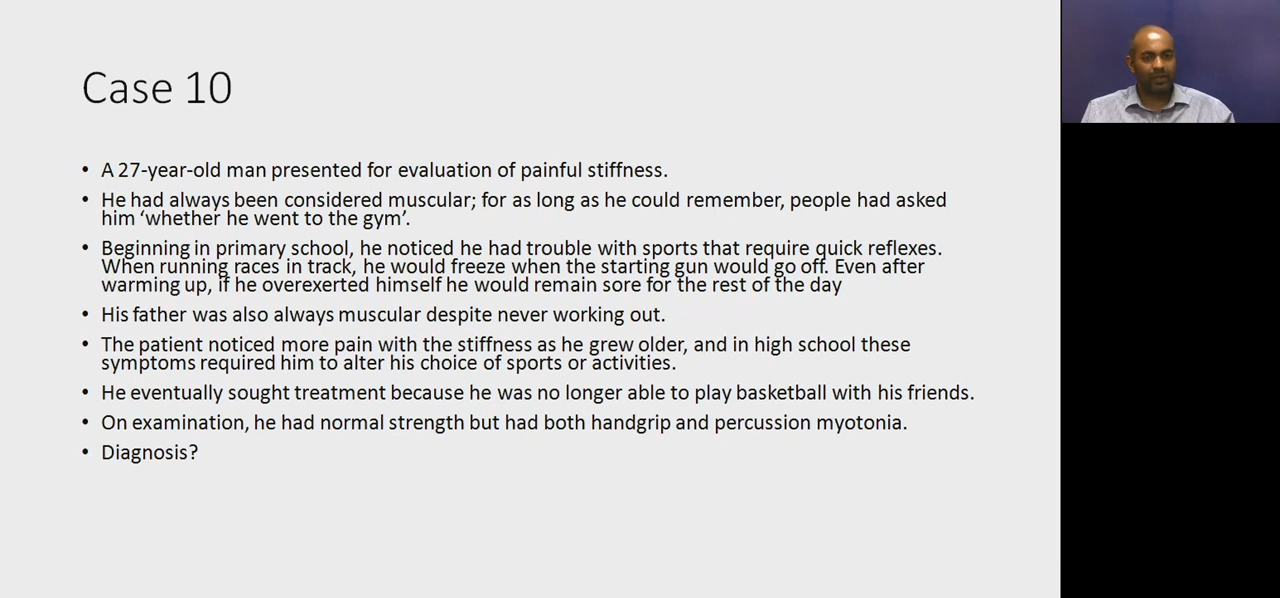 Case 10
• A 27-year-old man presented for evaluation of painful stiffness.
• He had always been considered muscular; for as long as he could remember, people had asked
him ‘whether he went to the gym’.
• Beginning in primary school, he noticed he had trouble with sports that require quick reflexes.
When running races in track, he would freeze when the starting gun would go off. Even after
warming up, if he overexerted himself he would remain sore for the rest of the day
• His father was also always muscular despite never working out.
• The patient noticed more pain with the stiffness as he grew older, and in high school these
symptoms required him to alter his choice of sports or activities.
• He eventually sought treatment because he was no longer able to play basketball with his friends.
• On examination, he had normal strength but had both handgrip and percussion myotonia.
• Diagnosis?